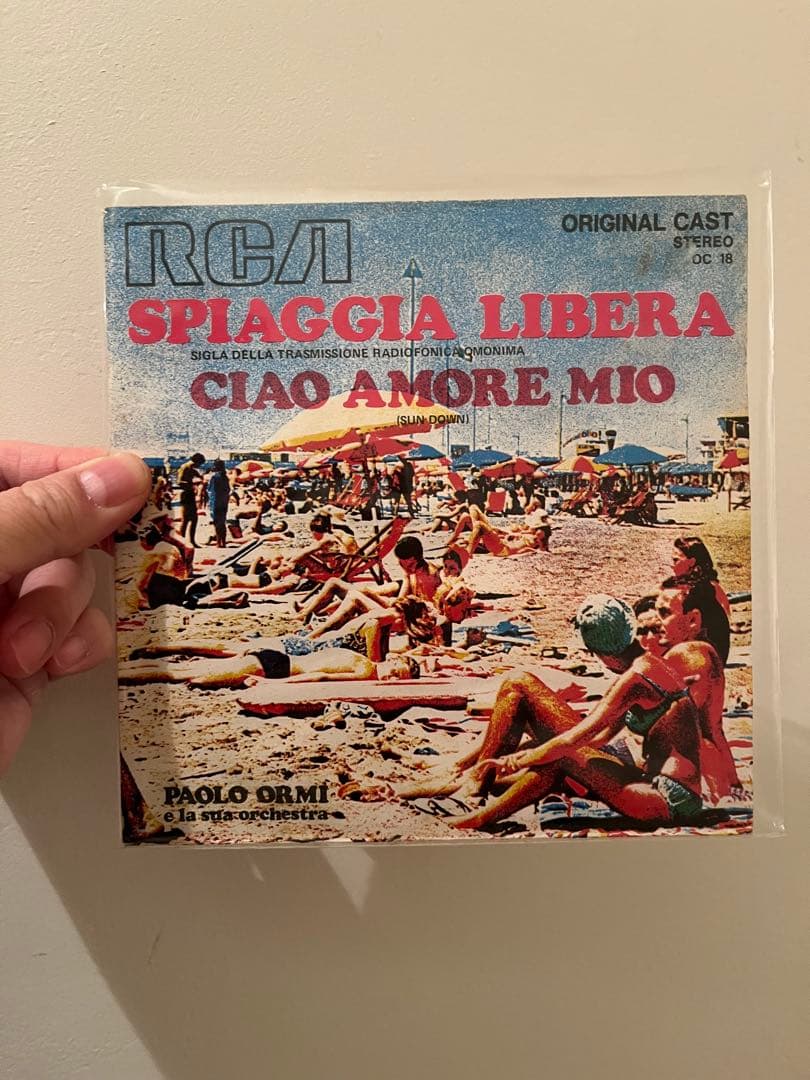 RCA
ORIGINAL CAST
STEREO
OC 18
SPIAGGIA LIBERA
SIGLA DELLA TRASMISSIONE RADIOFONICA OMONIMA
CIAO AMORE MIO
(SUN DOWN)
PAOLO ORMI
e la sua orchestra